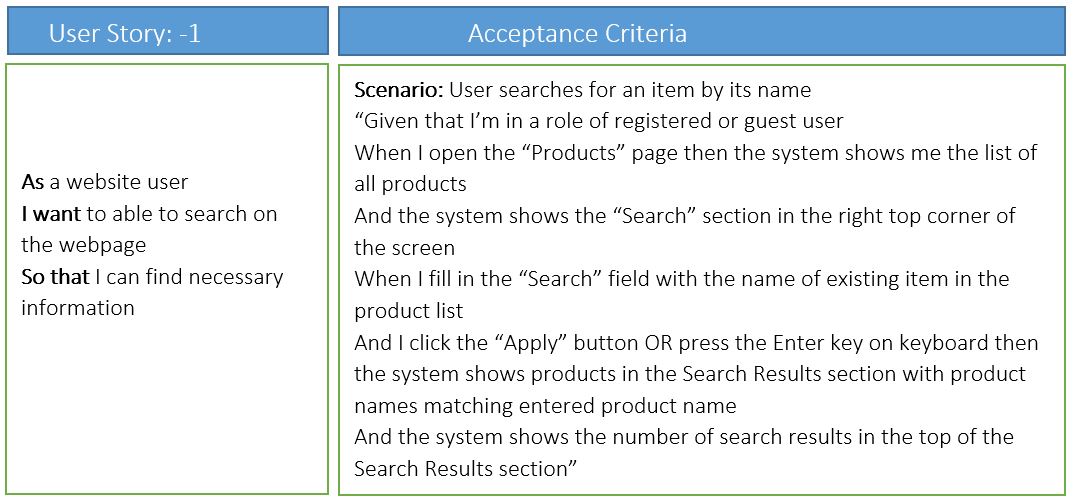 User Story: -1
Acceptance Criteria
As a website user
I want to able to search on
the webpage
So that I can find necessary
information
Scenario: User searches for an item by its name
“Given that I’m in a role of registered or guest user
When I open the “Products” page then the system shows me the list of
all products
And the system shows the “Search” section in the right top corner of
the screen
When I fill in the “Search” field with the name of existing item in the
product list
And I click the “Apply” button OR press the Enter key on keyboard then
the system shows products in the Search Results section with product
names matching entered product name
And the system shows the number of search results in the top of the
Search Results section”